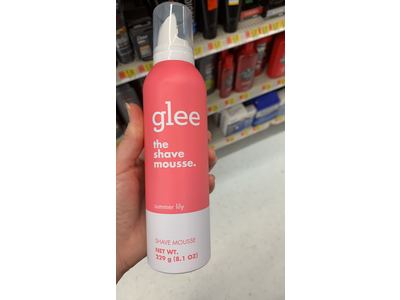 glee
the
shave
mousse.
summer lily
SHAVE MOUSSE
NET WT.
229 g (8.1 OZ)